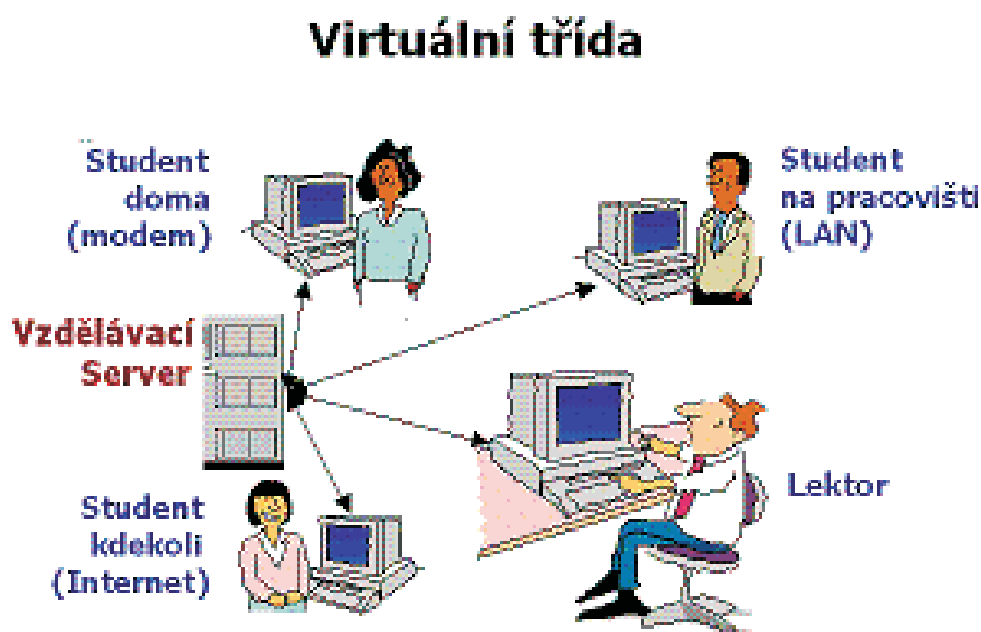 Virtuální třída
Student
doma
(modem)
Student
na pracovišti
(LAN)
Vzdělávací
Server
Lektor
Student
kdekoli
(Internet)